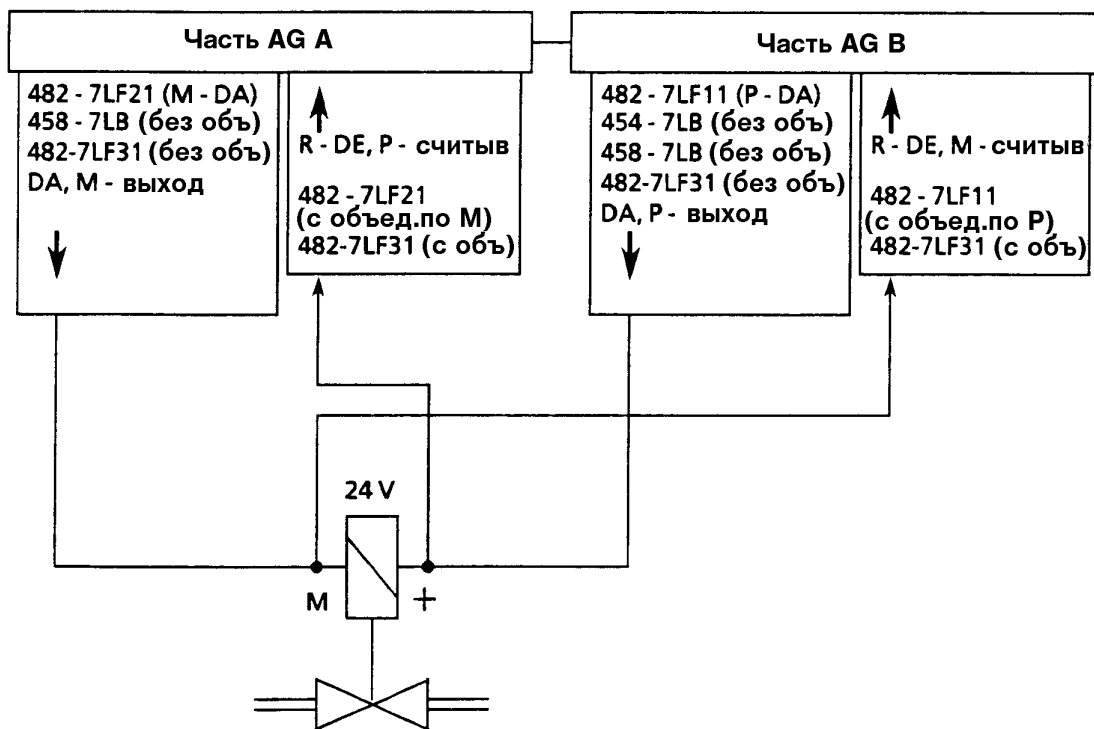 Часть AG A
Часть AG B
482 - 7LF21 (M - DA)
458 - 7LB (без объ)
482-7LF31 (без объ)
DA, M - выход
R - DE, P - считыв
482 - 7LF21
(с объед.по M)
482-7LF31 (с объ)
482 - 7LF11 (P - DA)
454 - 7LB (без объ)
458 - 7LB (без объ)
482-7LF31 (без объ)
DA, P - выход
R - DE, M - считыв
482 - 7LF11
(с объед.по P)
482-7LF31 (с объ)
24 V
M
+